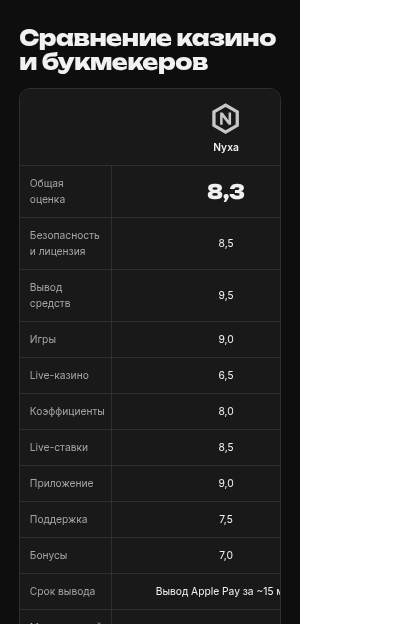 Сравнение казино
и букмекеров
Nyxa
Общая
оценка
8,3
Безопасность
и лицензия
8,5
Вывод
средств
9,5
Игры
9,0
Live-казино
6,5
Коэффициенты
8,0
Live-ставки
8,5
Приложение
9,0
Поддержка
7,5
Бонусы
7,0
Срок вывода
Вывод Apple Pay за ~15 м